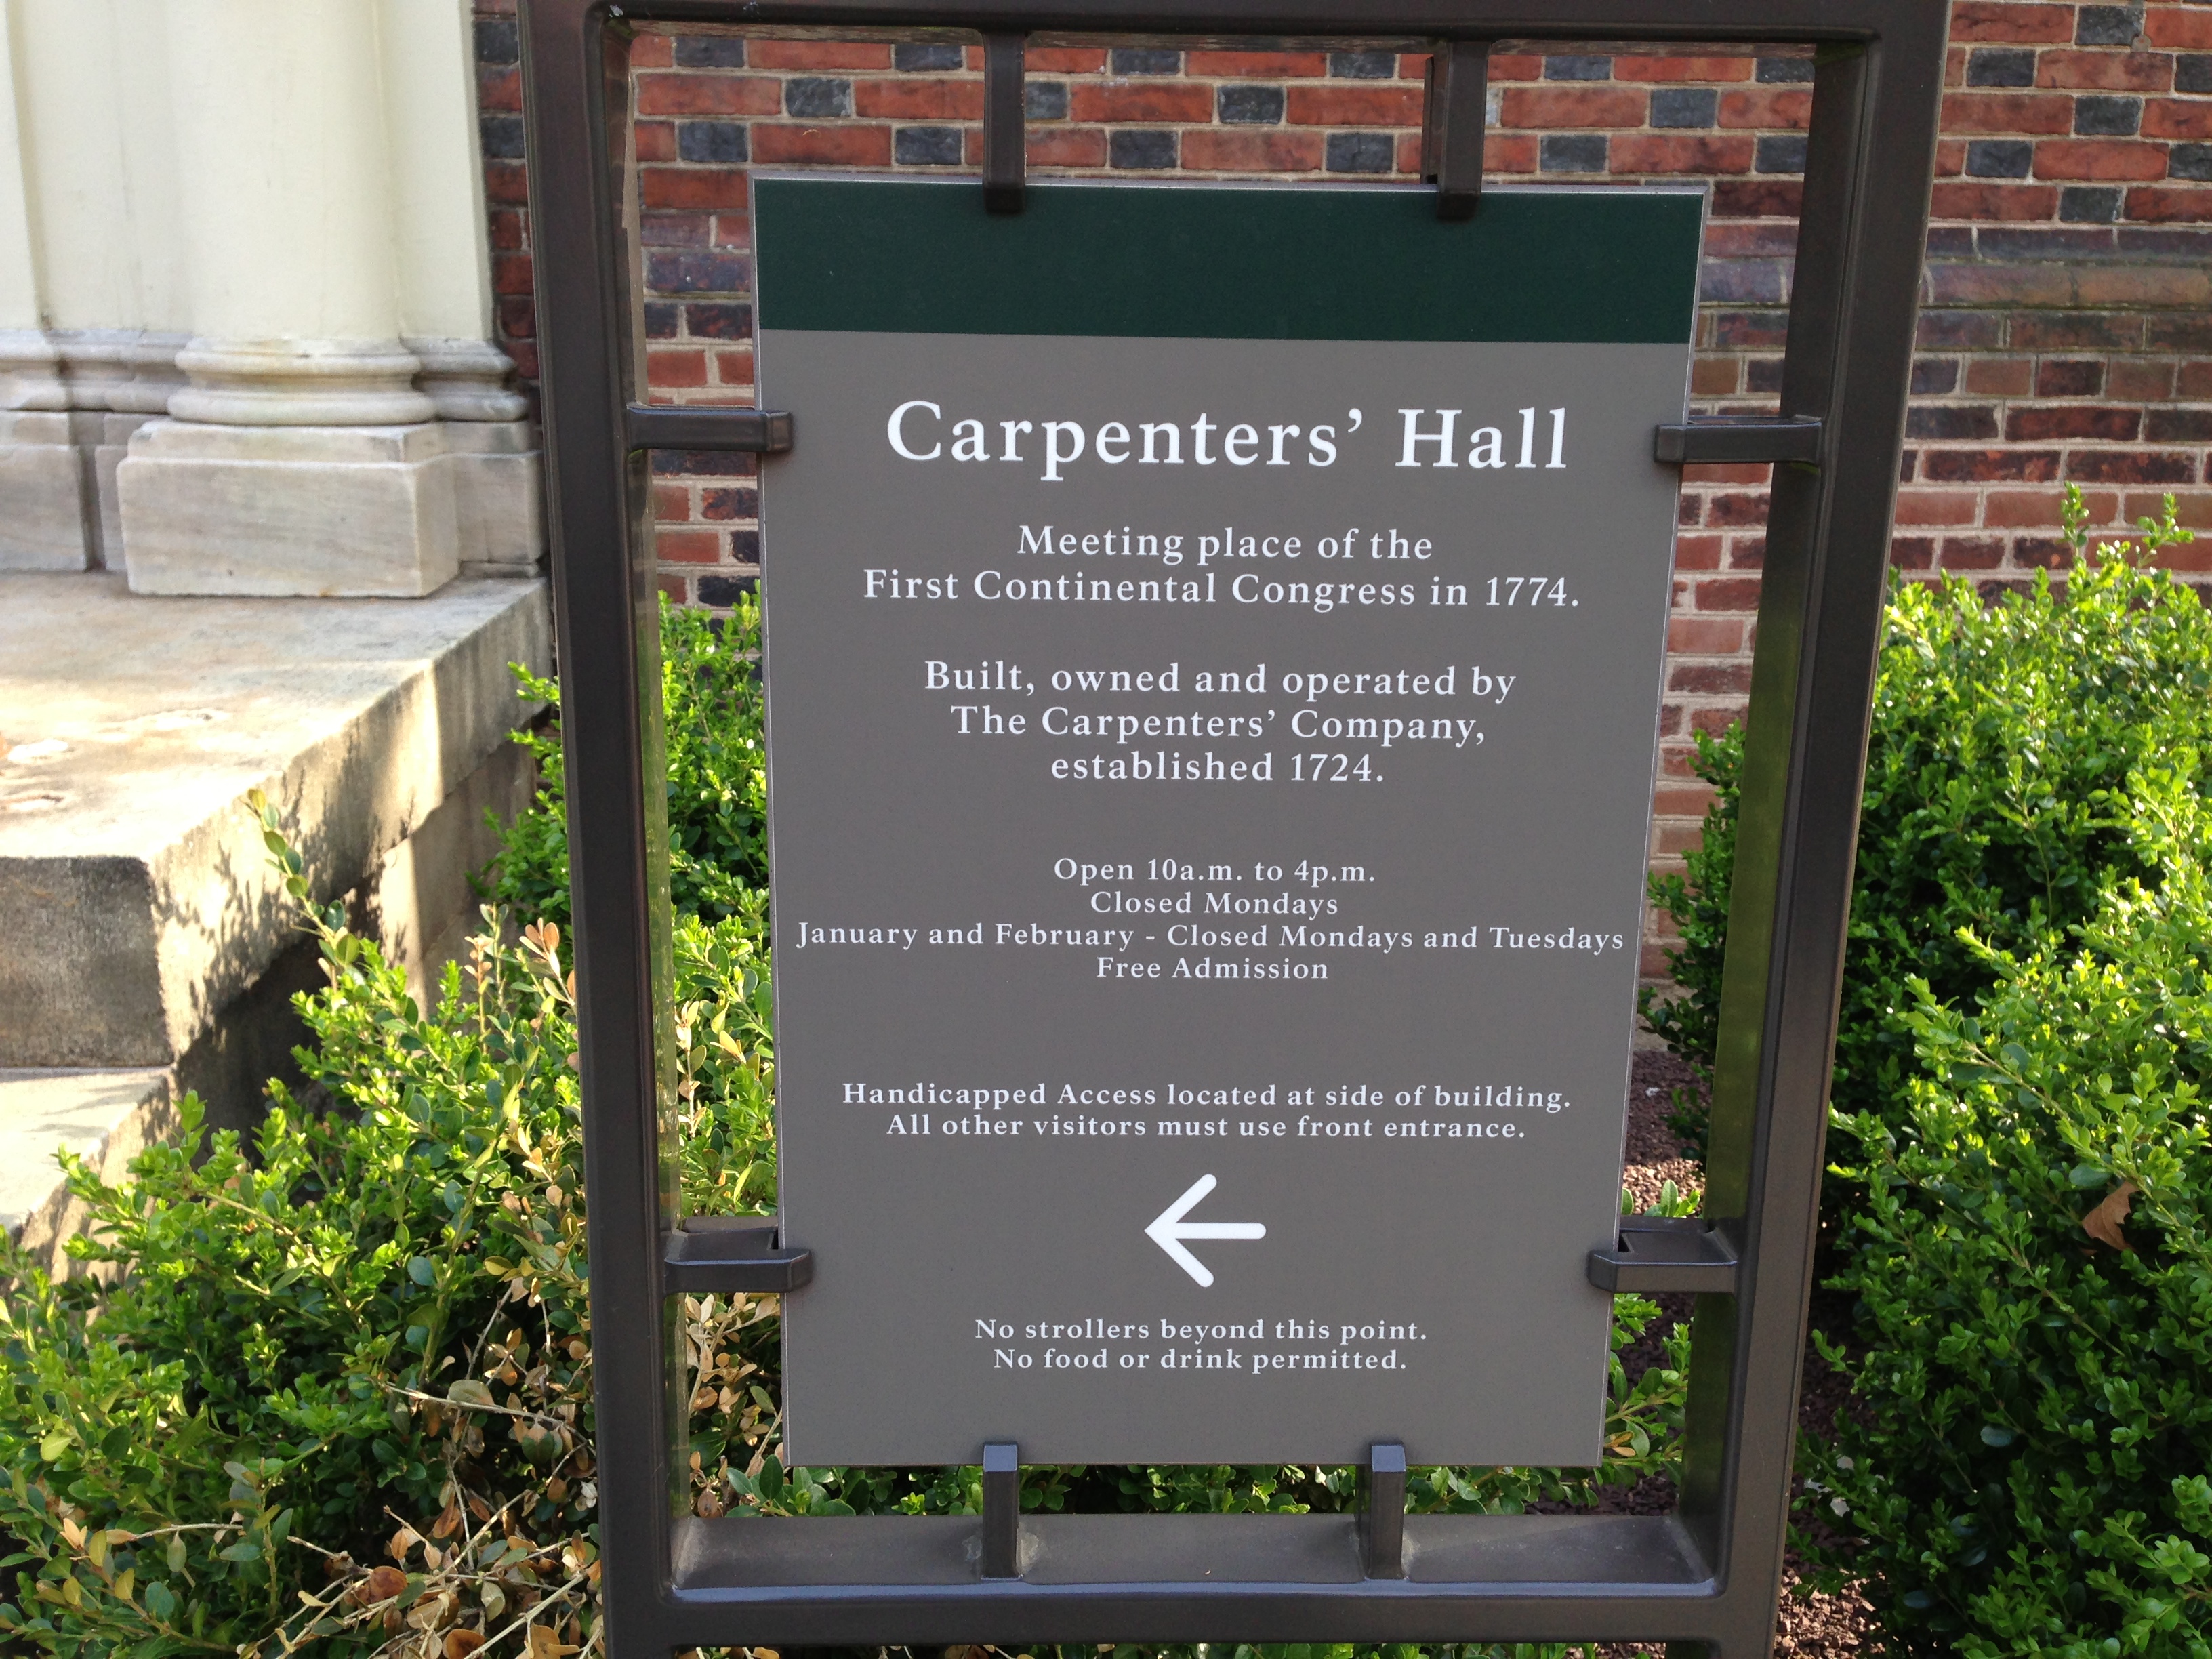 Carpenters’ Hall
Meeting place of the
First Continental Congress in 1774.
Built, owned and operated by
The Carpenters’ Company,
established 1724.
Open 10a.m. to 4p.m.
Closed Mondays
January and February - Closed Mondays and Tuesdays
Free Admission
Handicapped Access located at side of building.
All other visitors must use front entrance.
No strollers beyond this point.
No food or drink permitted.